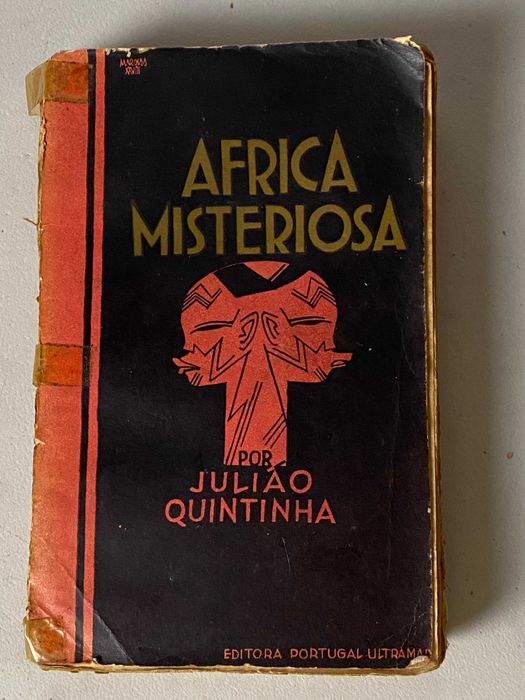 AFRICA
MISTERIOSA
POR
JULIÃO
QUINTINHA
EDITORA PORTUGAL ULTRAMAR